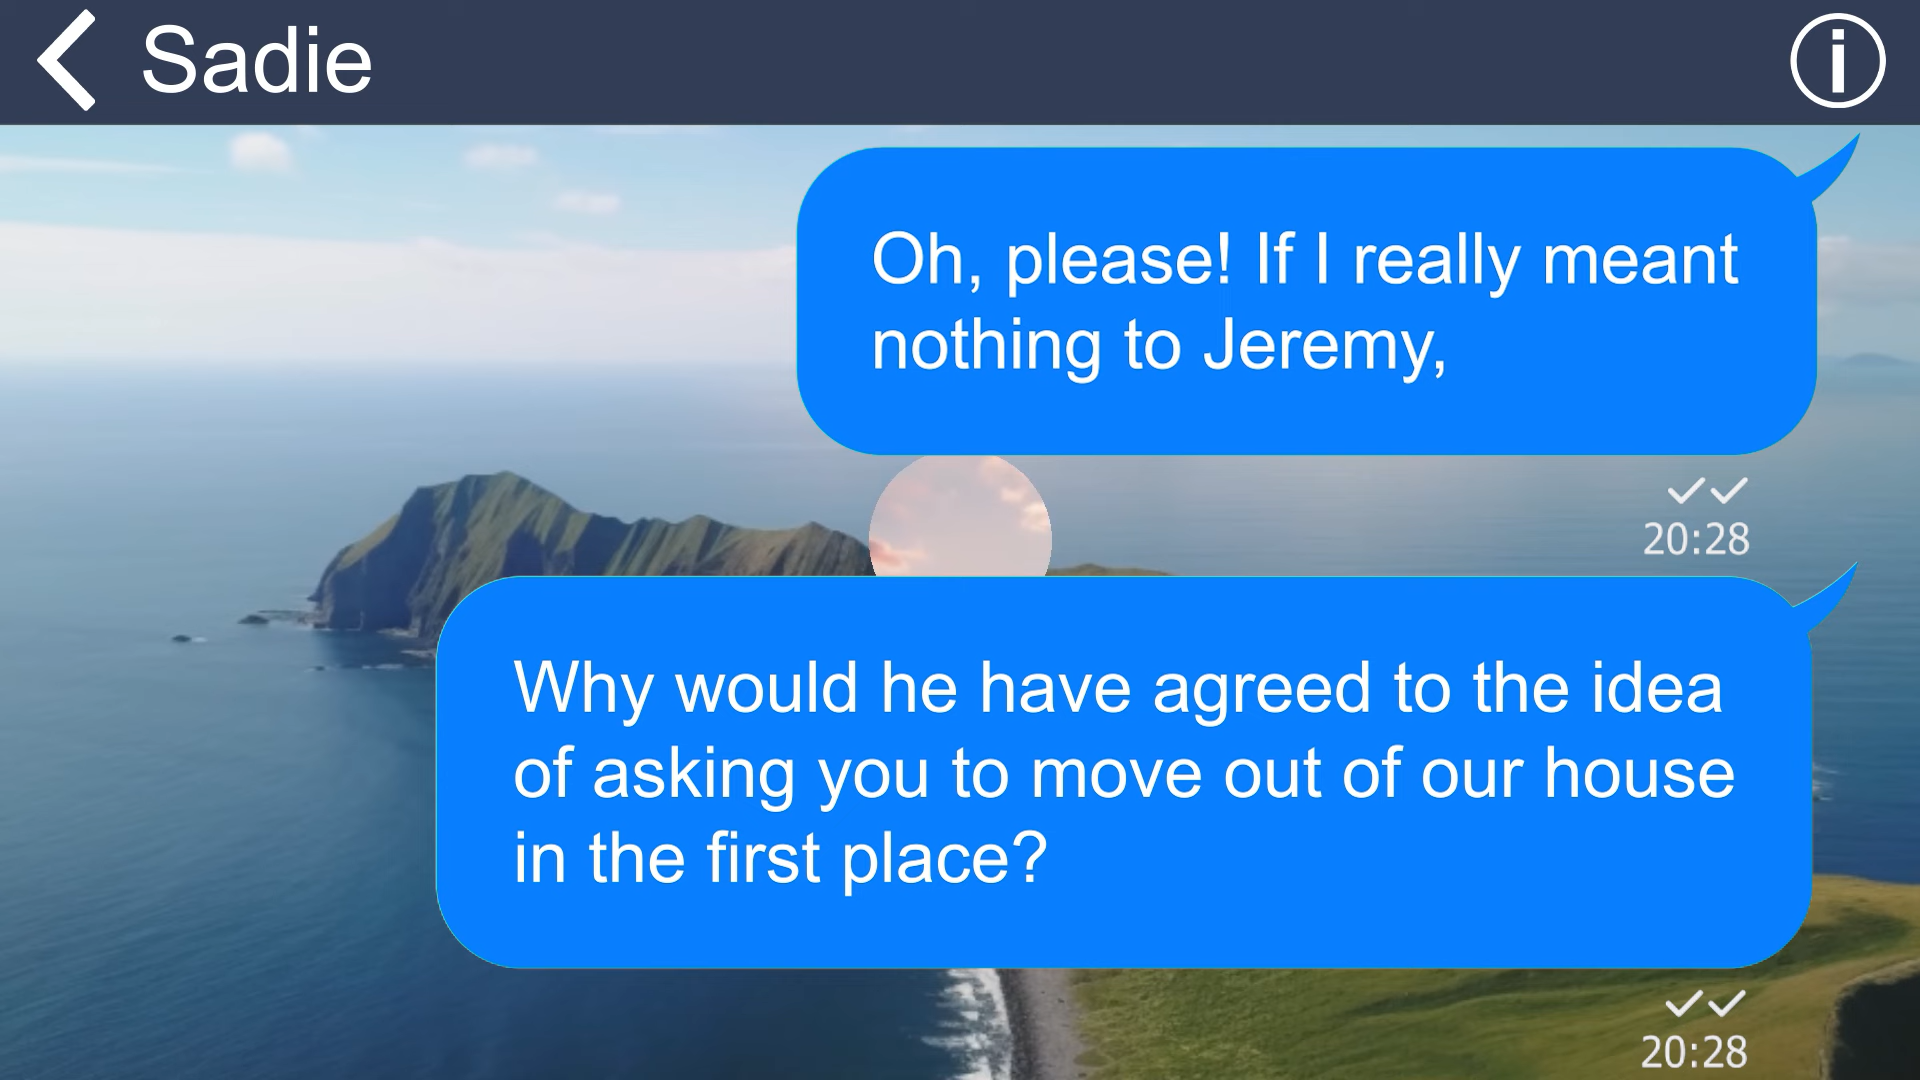 Sadie
Oh, please! If I really meant
nothing to Jeremy,
20:28
Why would he have agreed to the idea
of asking you to move out of our house
in the first place?
20:28